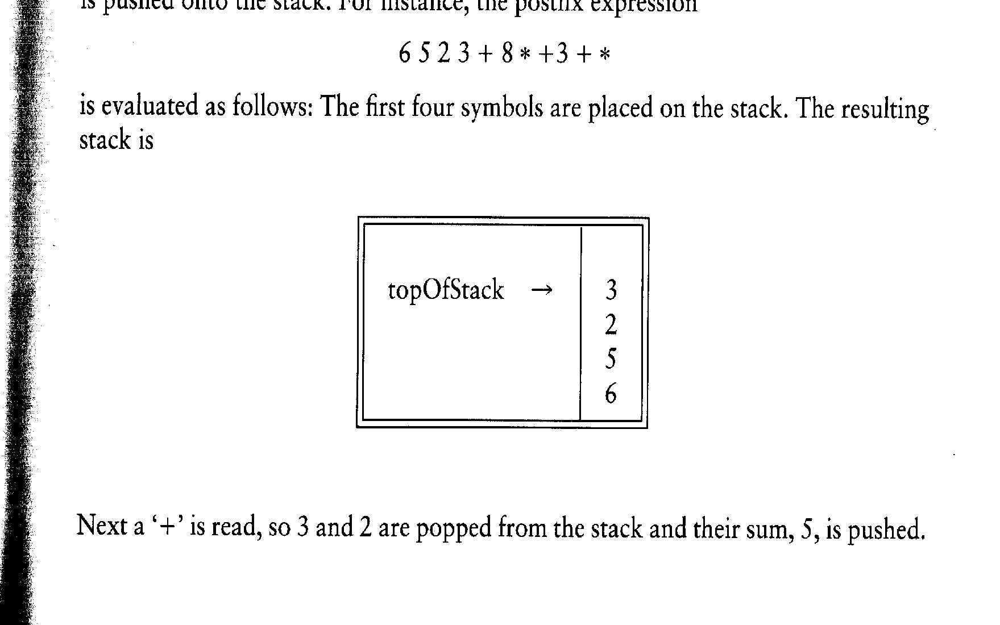 is pushed onto the stack. For instance, the postfix expression
6 5 2 3 + 8 * +3 + *
is evaluated as follows: The first four symbols are placed on the stack. The resulting
stack is
topOfStack → 3
2
5
6
Next a ‘+’ is read, so 3 and 2 are popped from the stack and their sum, 5, is pushed.